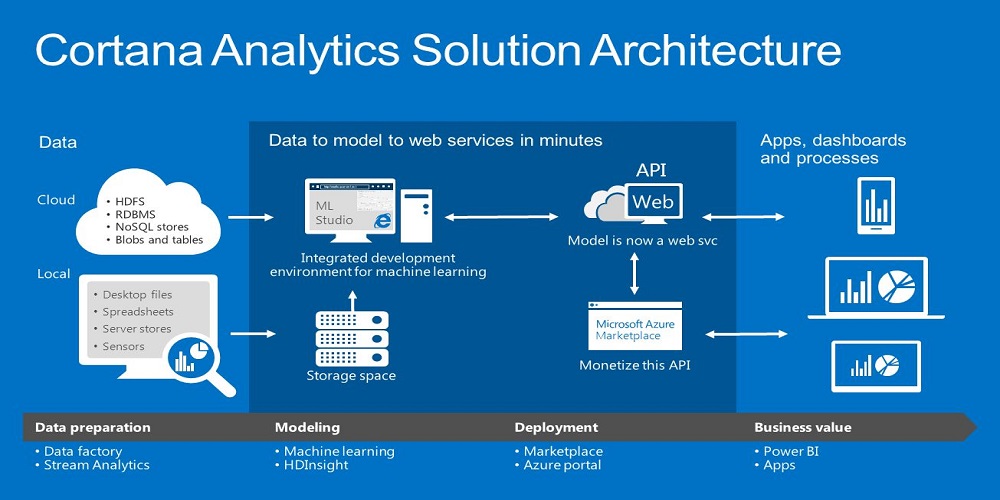 Cortana Analytics Solution Architecture
Data
Cloud
• HDFS
• RDBMS
• NoSQL stores
• Blobs and tables
Local
• Desktop files
• Spreadsheets
• Server stores
• Sensors
Data to model to web services in minutes
ML
Studio
Integrated development
environment for machine learning
Storage space
API
Web
Model is now a web svc
Microsoft Azure
Marketplace
Monetize this API
Apps, dashboards
and processes
Data preparation
• Data factory
• Stream Analytics
Modeling
• Machine learning
• HDInsight
Deployment
• Marketplace
• Azure portal
Business value
• Power BI
• Apps